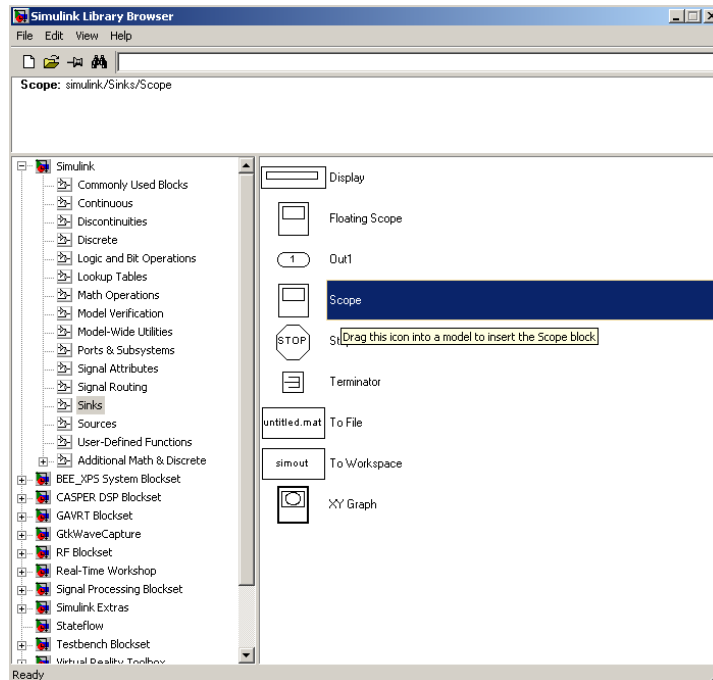 Simulink Library Browser
File Edit View Help
Scope: simulink/Sinks/Scope
Simulink
Commonly Used Blocks
Continuous
Discontinuities
Discrete
Logic and Bit Operations
Lookup Tables
Math Operations
Model Verification
Model-Wide Utilities
Ports & Subsystems
Signal Attributes
Signal Routing
Sinks
Sources
User-Defined Functions
Additional Math & Discrete
BEE_XPS System Blockset
CASPER DSP Blockset
GAVRT Blockset
GtkWaveCapture
RF Blockset
Real-Time Workshop
Signal Processing Blockset
Simulink Extras
Stateflow
Testbench Blockset
Virtual Reality Toolbox
Display
Floating Scope
1 Out1
Scope
STOP
Drag this icon into a model to insert the Scope block
Terminator
untitled.mat To File
simout To Workspace
XY Graph
Ready